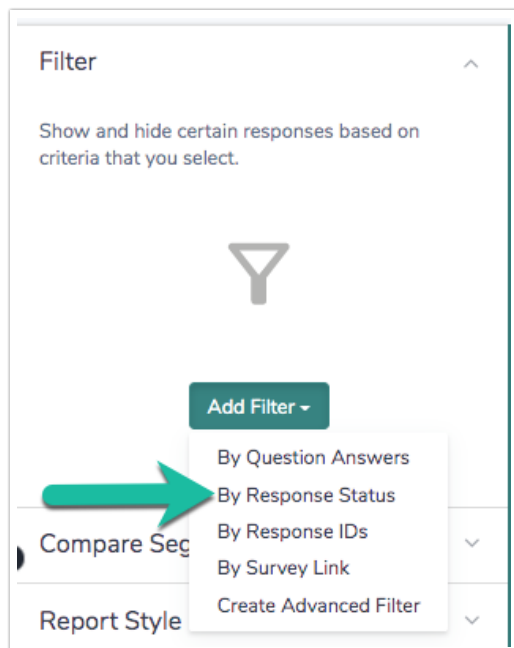 Filter
Show and hide certain responses based on
criteria that you select.
Add Filter
By Question Answers
By Response Status
By Response IDs
By Survey Link
Create Advanced Filter
Compare Seg
Report Style